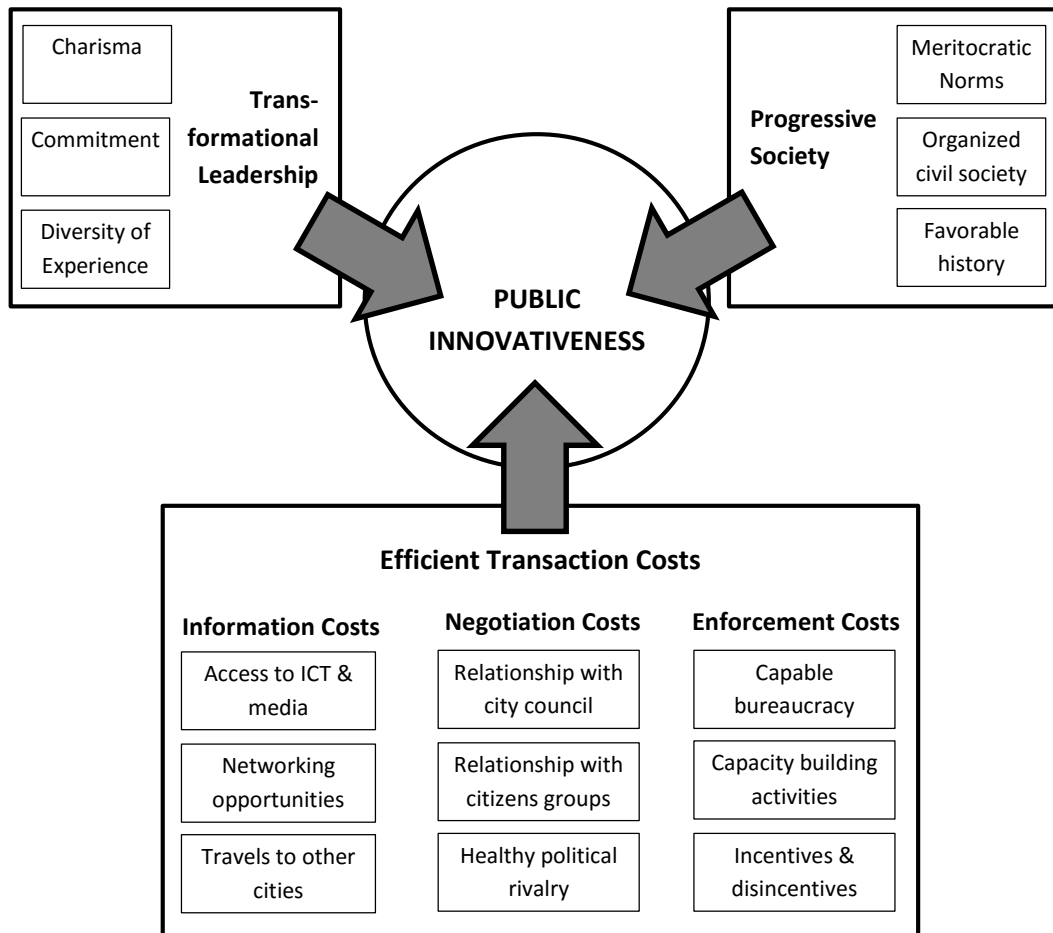 Charisma
Commitment
Diversity of
Experience
Trans-
formational
Leadership
Progressive
Society
Meritocratic
Norms
Organized
civil society
Favorable
history
PUBLIC
INNOVATIVENESS
Efficient Transaction Costs
Information Costs
Access to ICT &
media
Networking
opportunities
Travels to other
cities
Negotiation Costs
Relationship with
city council
Relationship with
citizens groups
Healthy political
rivalry
Enforcement Costs
Capable
bureaucracy
Capacity building
activities
Incentives &
disincentives